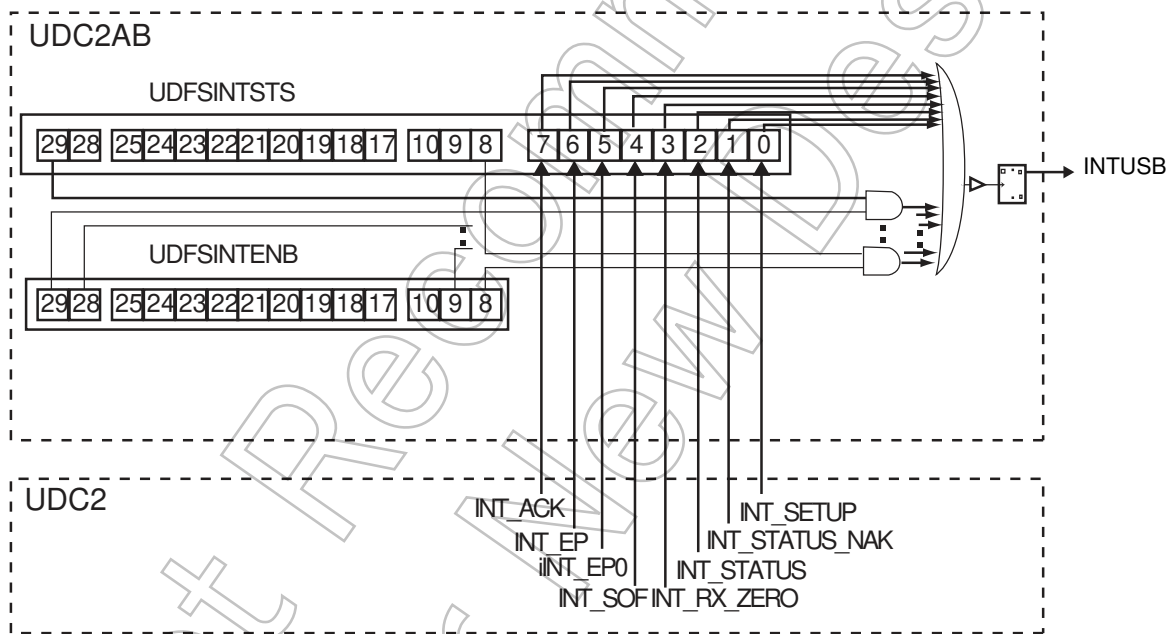 UDC2AB
UDFSINTSTS
29 28 25 24 23 22 21 20 19 18 17 10 9 8 7 6 5 4 3 2 1 0
INTUSB
UDFSINTENB
29 28 25 24 23 22 21 20 19 18 17 10 9 8
UDC2
INT_ACK
INT_SETUP
INT_EP
INT_STATUS_NAK
iINT_EP0
INT_STATUS
INT_SOF
INT_RX_ZERO